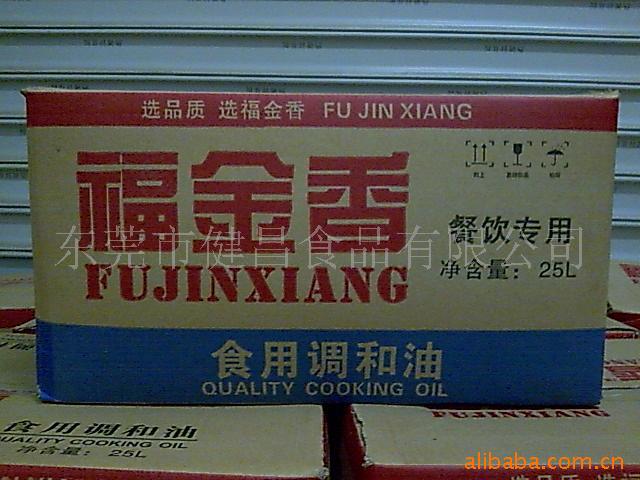 选品质 选福金香 FU JIN XIANG
福金香
FUJINXIANG
餐饮专用
净含量: 25L
东莞市健昌食品有限公司
食用调和油
QUALITY COOKING OIL
食用调和油
QUALITY COOKING OIL
净含量: 25L
FUJINXIANG
alibaba.com.cn